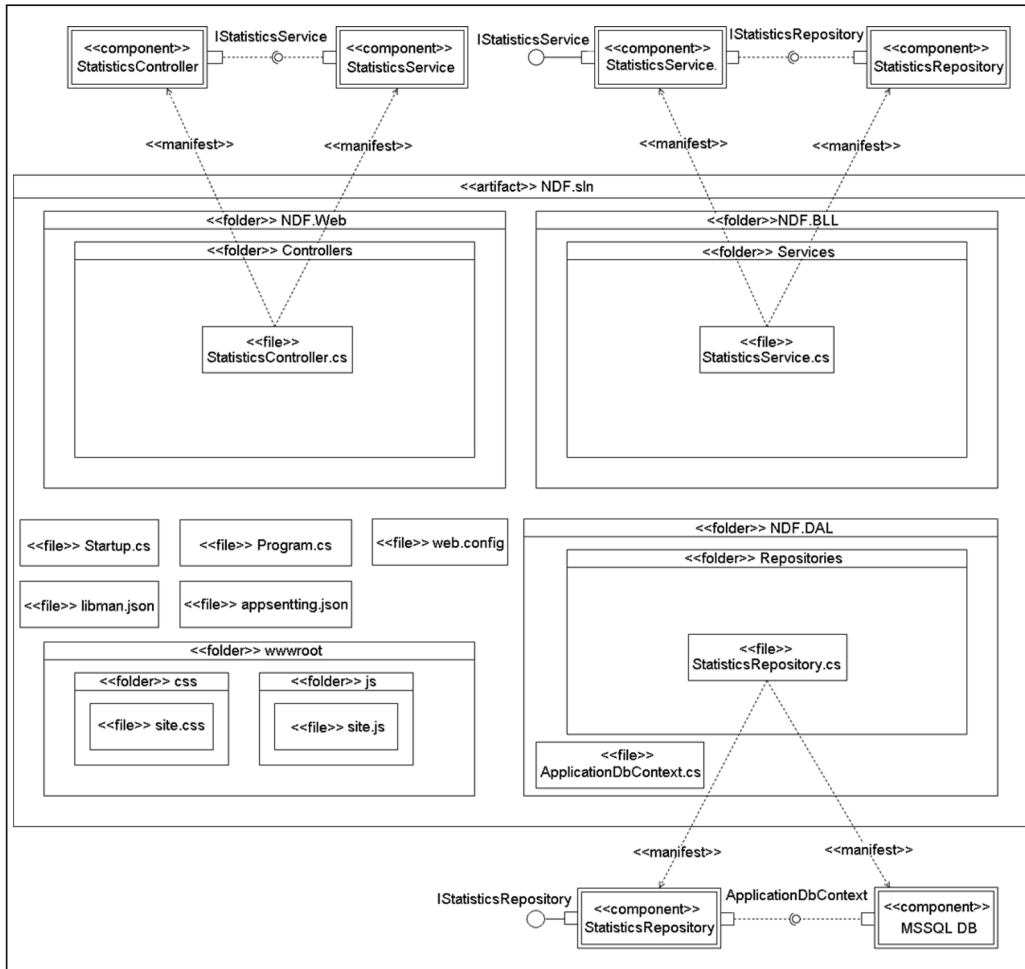 IStatisticsService
<<component>>
StatisticsController
<<component>>
StatisticsService
IStatisticsService
<<component>>
StatisticsService.
IStatisticsRepository
<<component>>
StatisticsRepository
<<manifest>>
<<manifest>>
<<manifest>>
<<manifest>>
<<artifact>> NDF.sln
<<folder>> NDF.Web
<<folder>> Controllers
<<file>>
StatisticsController.cs
<<folder>>NDF.BLL
<<folder>> Services
<<file>>
StatisticsService.cs
<<file>> Startup.cs
<<file>> Program.cs
<<file>> web.config
<<file>> libman.json
<<file>> appsentting.json
<<folder>> wwwroot
<<folder>> css
<<file>> site.css
<<folder>> js
<<file>> site.js
<<folder>> NDF.DAL
<<folder>> Repositories
<<file>>
StatisticsRepository.cs
<<file>>
ApplicationDbContext.cs
<<manifest>>
<<manifest>>
IStatisticsRepository
<<component>>
StatisticsRepository
ApplicationDbContext
<<component>>
MSSQL DB